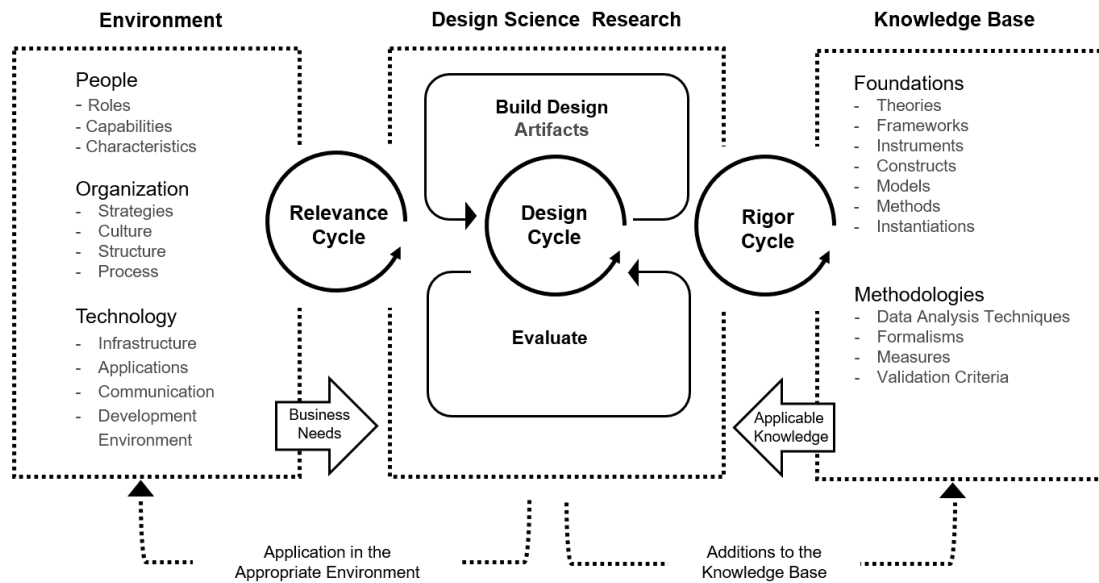 Environment
People
- Roles
- Capabilities
- Characteristics
Organization
- Strategies
- Culture
- Structure
- Process
Technology
- Infrastructure
- Applications
- Communication
- Development
Environment
Business
Needs
Relevance
Cycle
Design Science Research
Build Design
Artifacts
Design
Cycle
Evaluate
Rigor
Cycle
Applicable
Knowledge
Knowledge Base
Foundations
- Theories
- Frameworks
- Instruments
- Constructs
- Models
- Methods
- Instantiations
Methodologies
- Data Analysis Techniques
- Formalisms
- Measures
- Validation Criteria
Application in the
Appropriate Environment
Additions to the
Knowledge Base